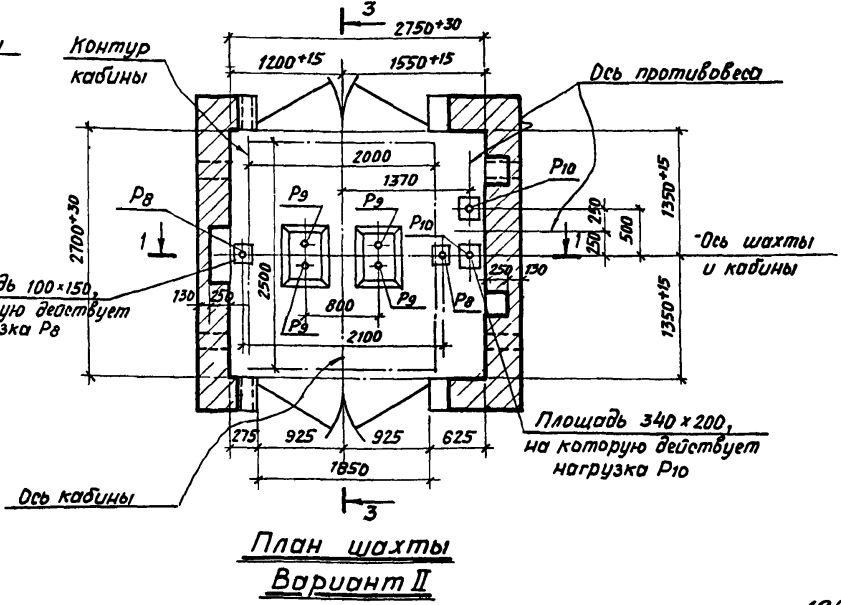 3
2750+30
Контур
кабины
1200+15
1550+15
Ось противовеса
2000
1370
P10
P8
P9
P9
P10
2700+30
2500
1350+15
250
500
250
1
1
Ось шахты
и кабины
100×150,
действует
P8
130
250
P9
800
P9
P8
250
130
2100
1350+15
Площадь 340×200,
на которую действует
нагрузка P10
275
925
925
625
1850
Ось кабины
3
План шахты
Вариант II